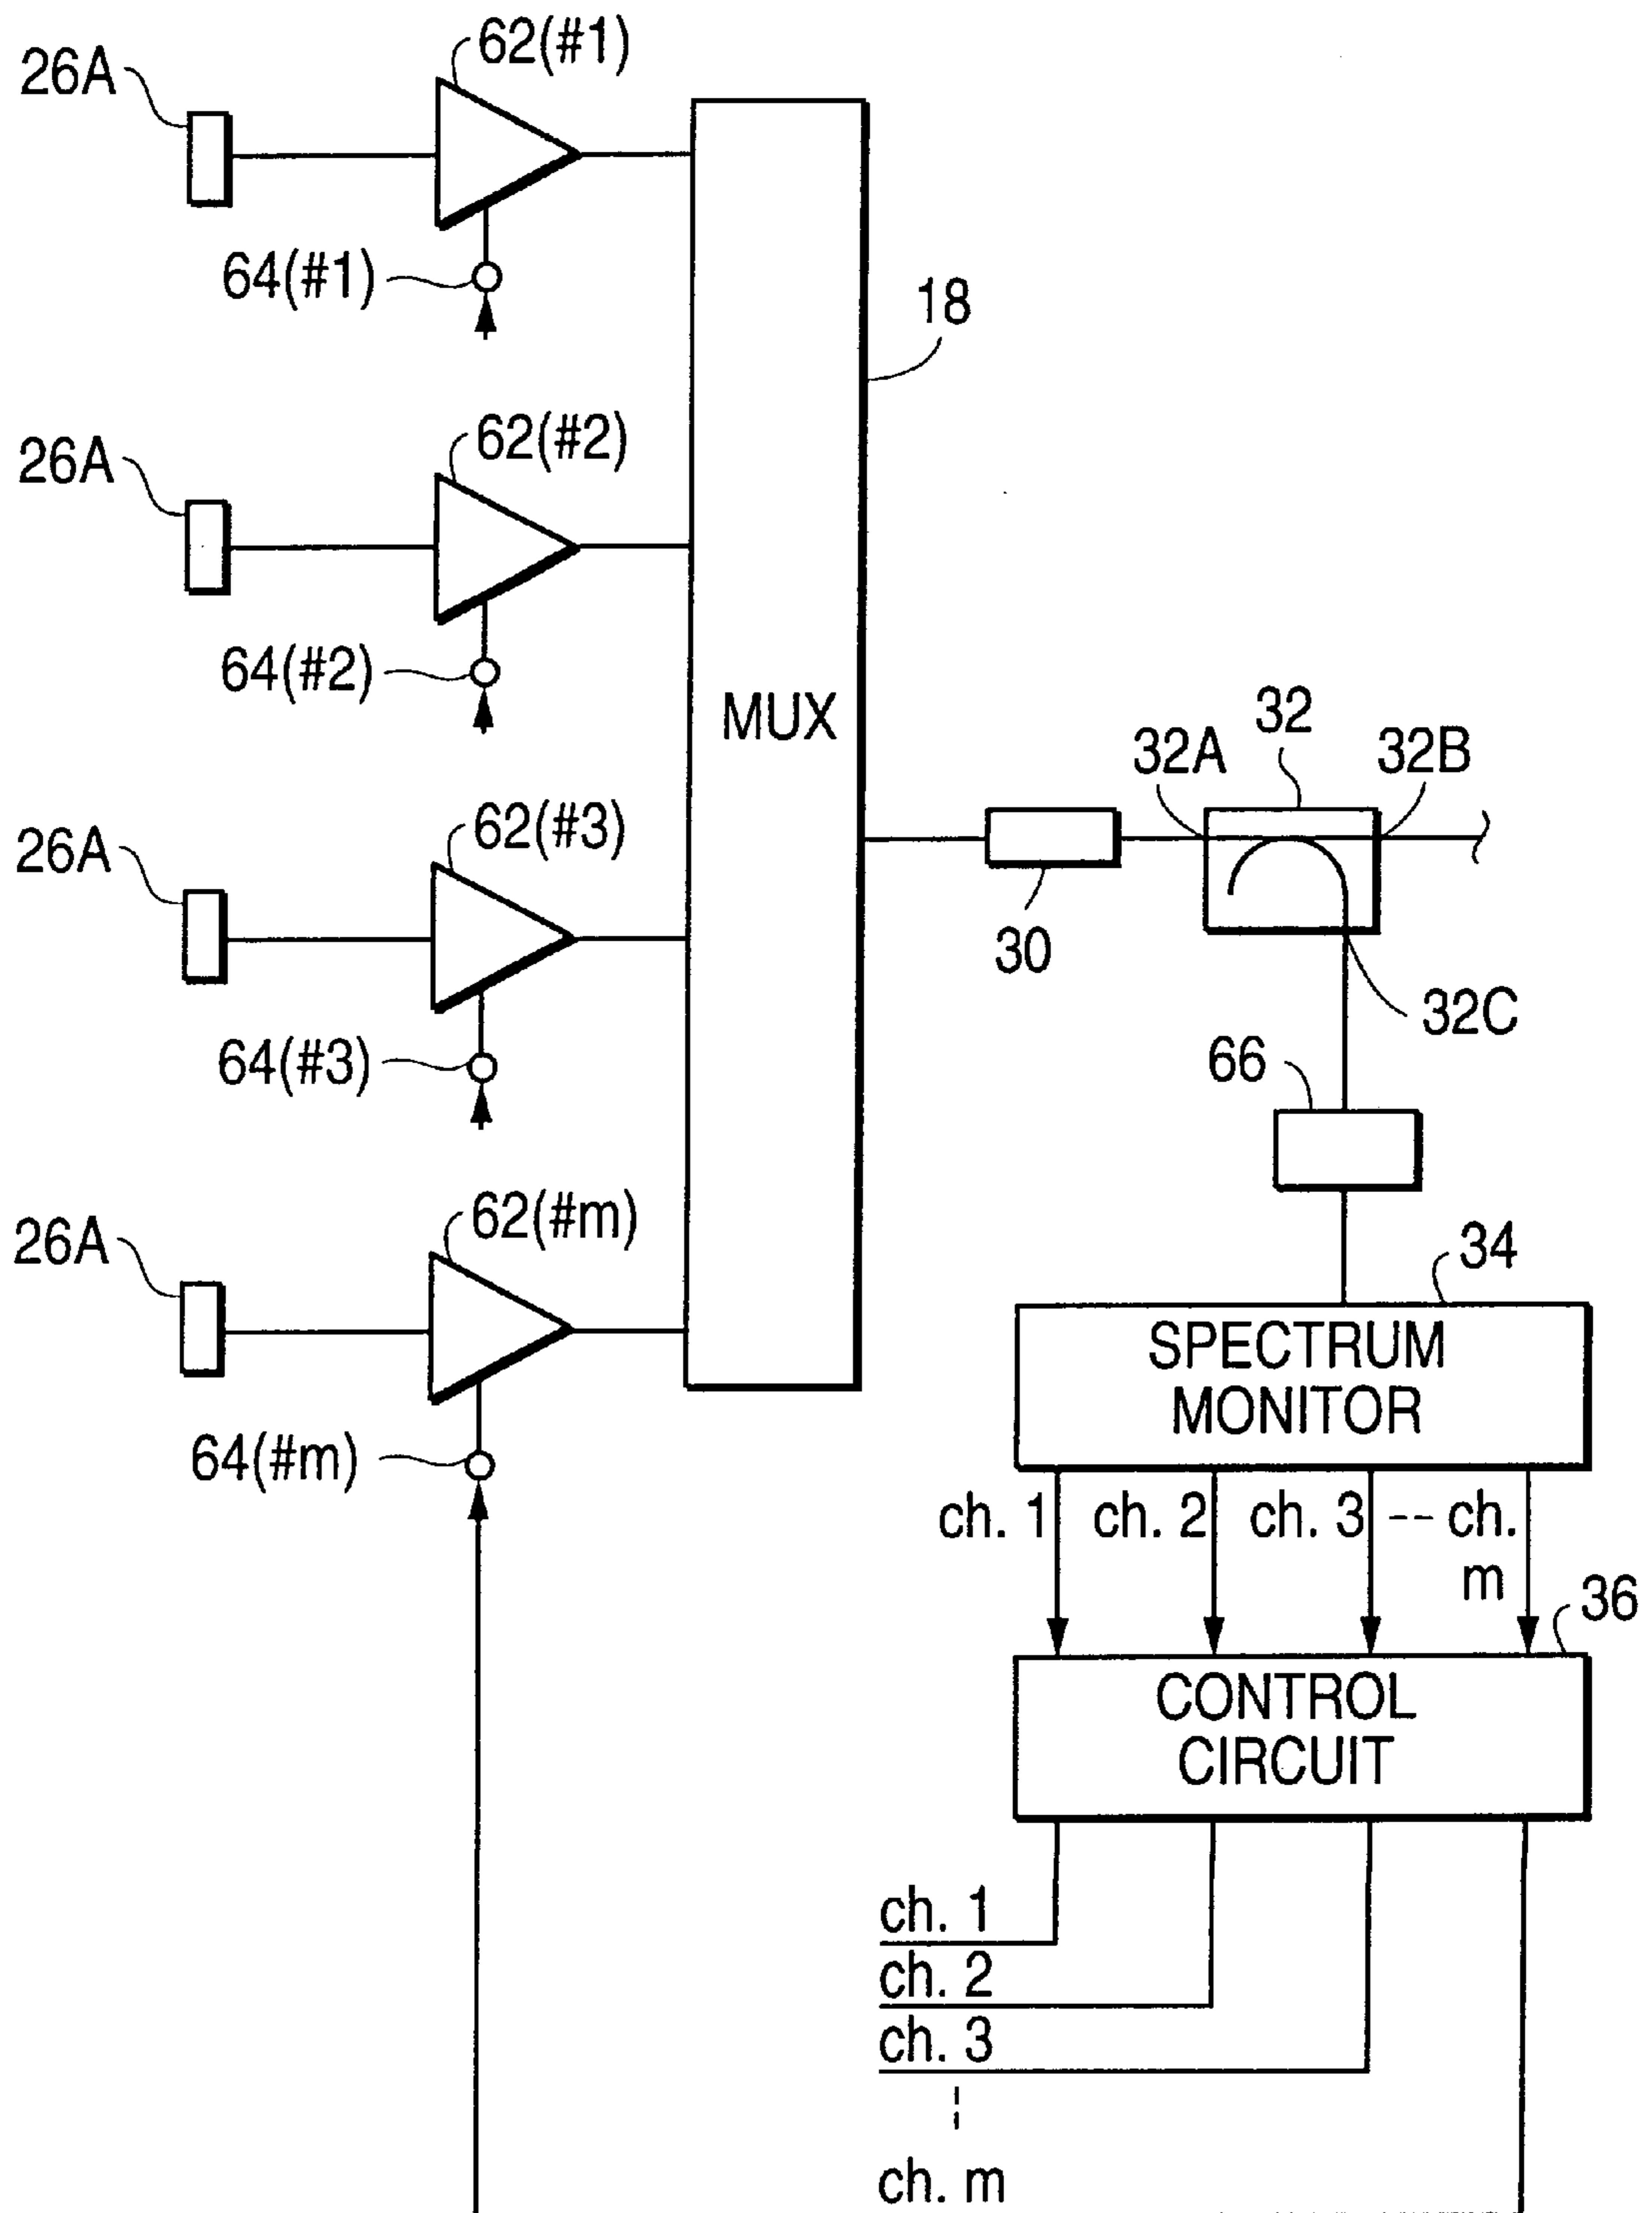 62(#1)
26A
64(#1)
18
62(#2)
26A
64(#2)
MUX
32
32A
32B
62(#3)
26A
30
32C
64(#3)
66
62(#m)
26A
34
SPECTRUM
MONITOR
64(#m)
ch. 1 ch. 2 ch. 3 -- ch.
m
36
CONTROL
CIRCUIT
ch. 1
ch. 2
ch. 3
ch. m